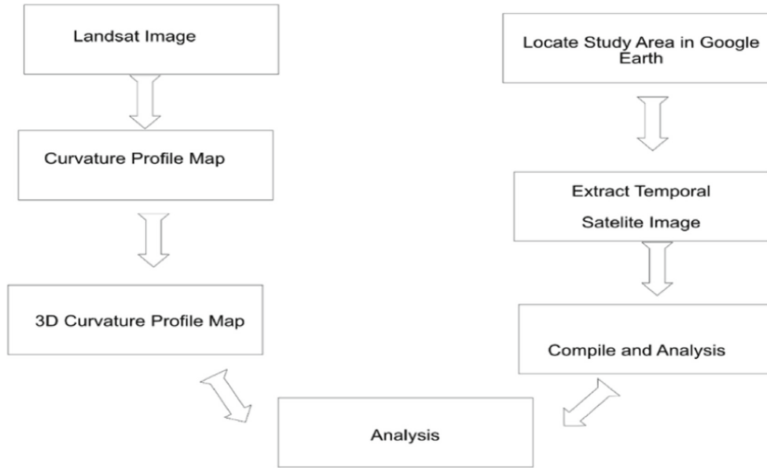 Landsat Image
Curvature Profile Map
3D Curvature Profile Map
Locate Study Area in Google
Earth
Extract Temporal
Satelite Image
Compile and Analysis
Analysis